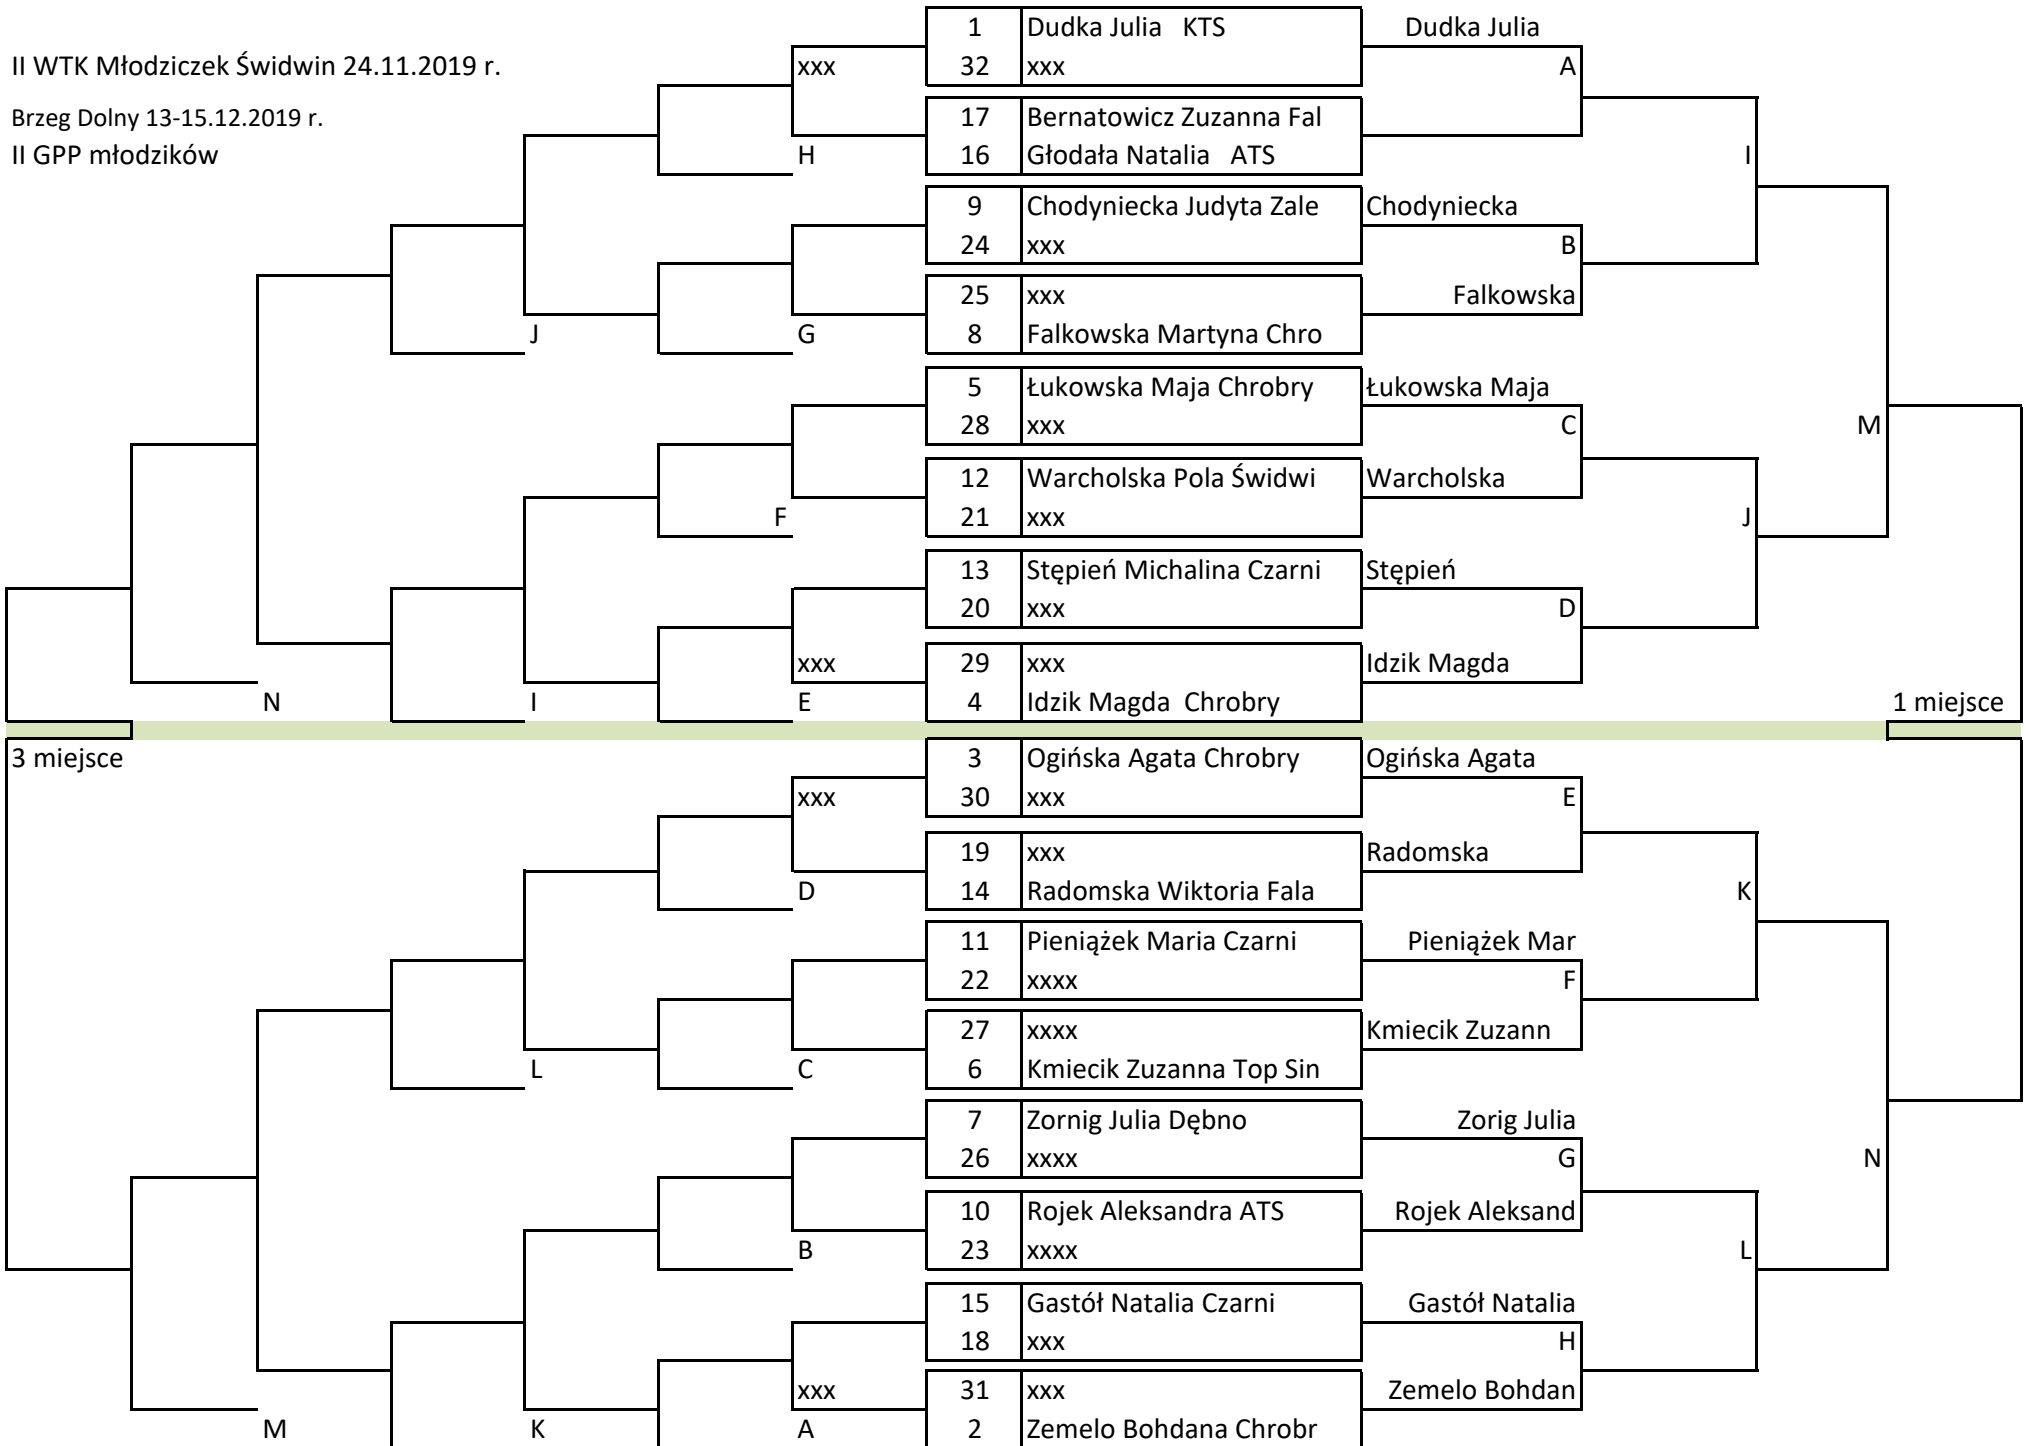 1 Dudka Julia KTS Dudka Julia
II WTK Młodziczek Świdwin 24.11.2019 r. xxx 32 xxx A
Brzeg Dolny 13-15.12.2019 r. 17 Bernatowicz Zuzanna Fal
II GPP młodzików H 16 Głodała Natalia ATS I
9 Chodyniecka Judyta Zale Chodyniecka
24 xxx B
25 xxx Falkowska
J G 8 Falkowska Martyna Chro
5 Łukowska Maja Chrobry Łukowska Maja
28 xxx C M
12 Warcholska Pola Świdwi Warcholska
F 21 xxx J
13 Stępień Michalina Czarni Stępień
20 xxx D
xxx 29 xxx Idzik Magda
N I E 4 Idzik Magda Chrobry 1 miejsce
3 miejsce 3 Ogińska Agata Chrobry Ogińska Agata
xxx 30 xxx E
19 xxx Radomska
D 14 Radomska Wiktoria Fala K
11 Pieniążek Maria Czarni Pieniążek Mar
22 xxxx F
27 xxxx Kmiecik Zuzann
L C 6 Kmiecik Zuzanna Top Sin
7 Zornig Julia Dębno Zorig Julia
26 xxxx G N
10 Rojek Aleksandra ATS Rojek Aleksand
B 23 xxxx L
15 Gastół Natalia Czarni Gastół Natalia
18 xxx H
xxx 31 xxx Zemelo Bohdan
M K A 2 Zemelo Bohdana Chrobr